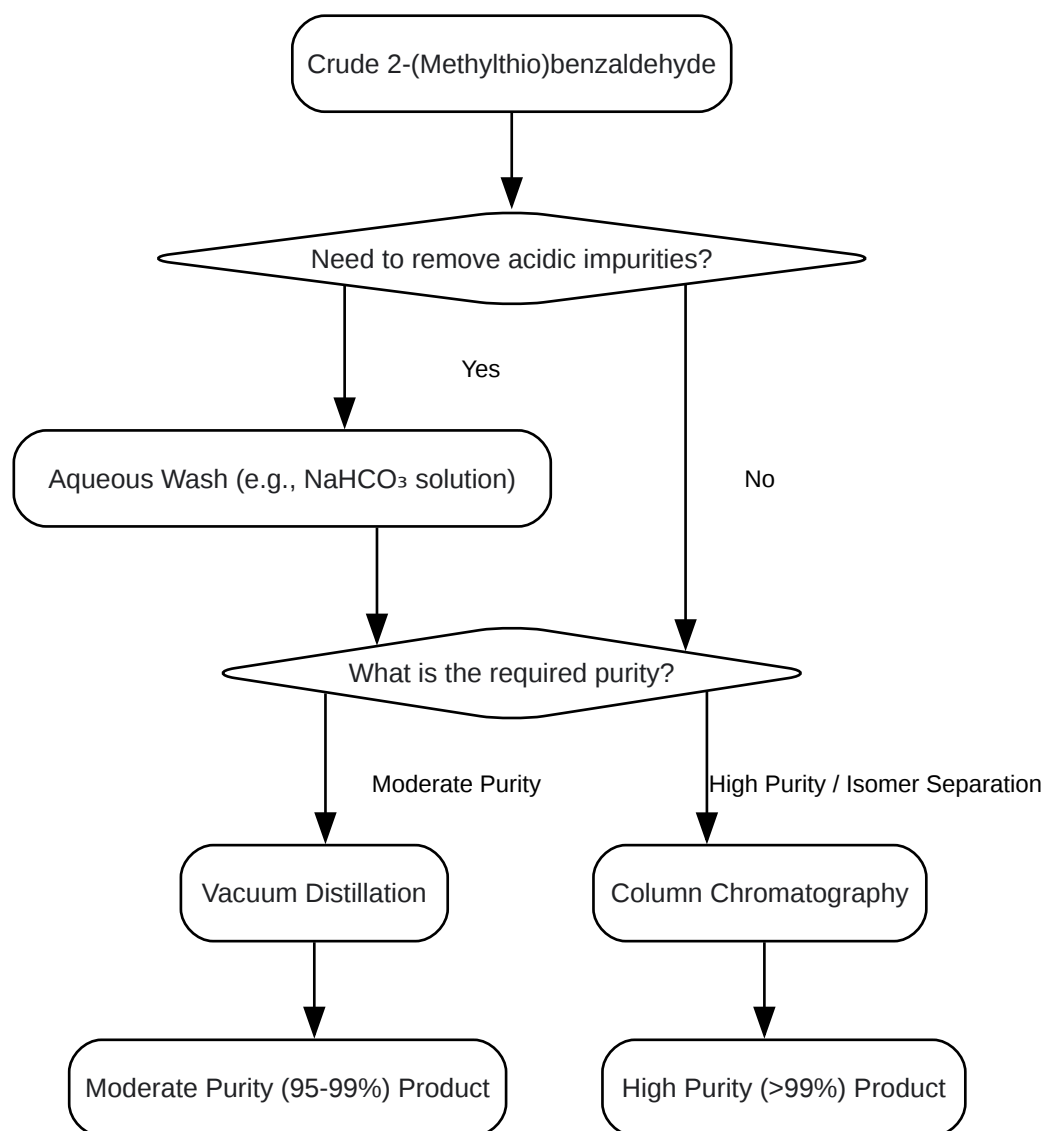 Crude 2-(Methylthio)benzaldehyde
Need to remove acidic impurities?
Yes
Aqueous Wash (e.g., NaHCO₃ solution)
No
What is the required purity?
Moderate Purity
High Purity / Isomer Separation
Vacuum Distillation
Column Chromatography
Moderate Purity (95-99%) Product
High Purity (>99%) Product